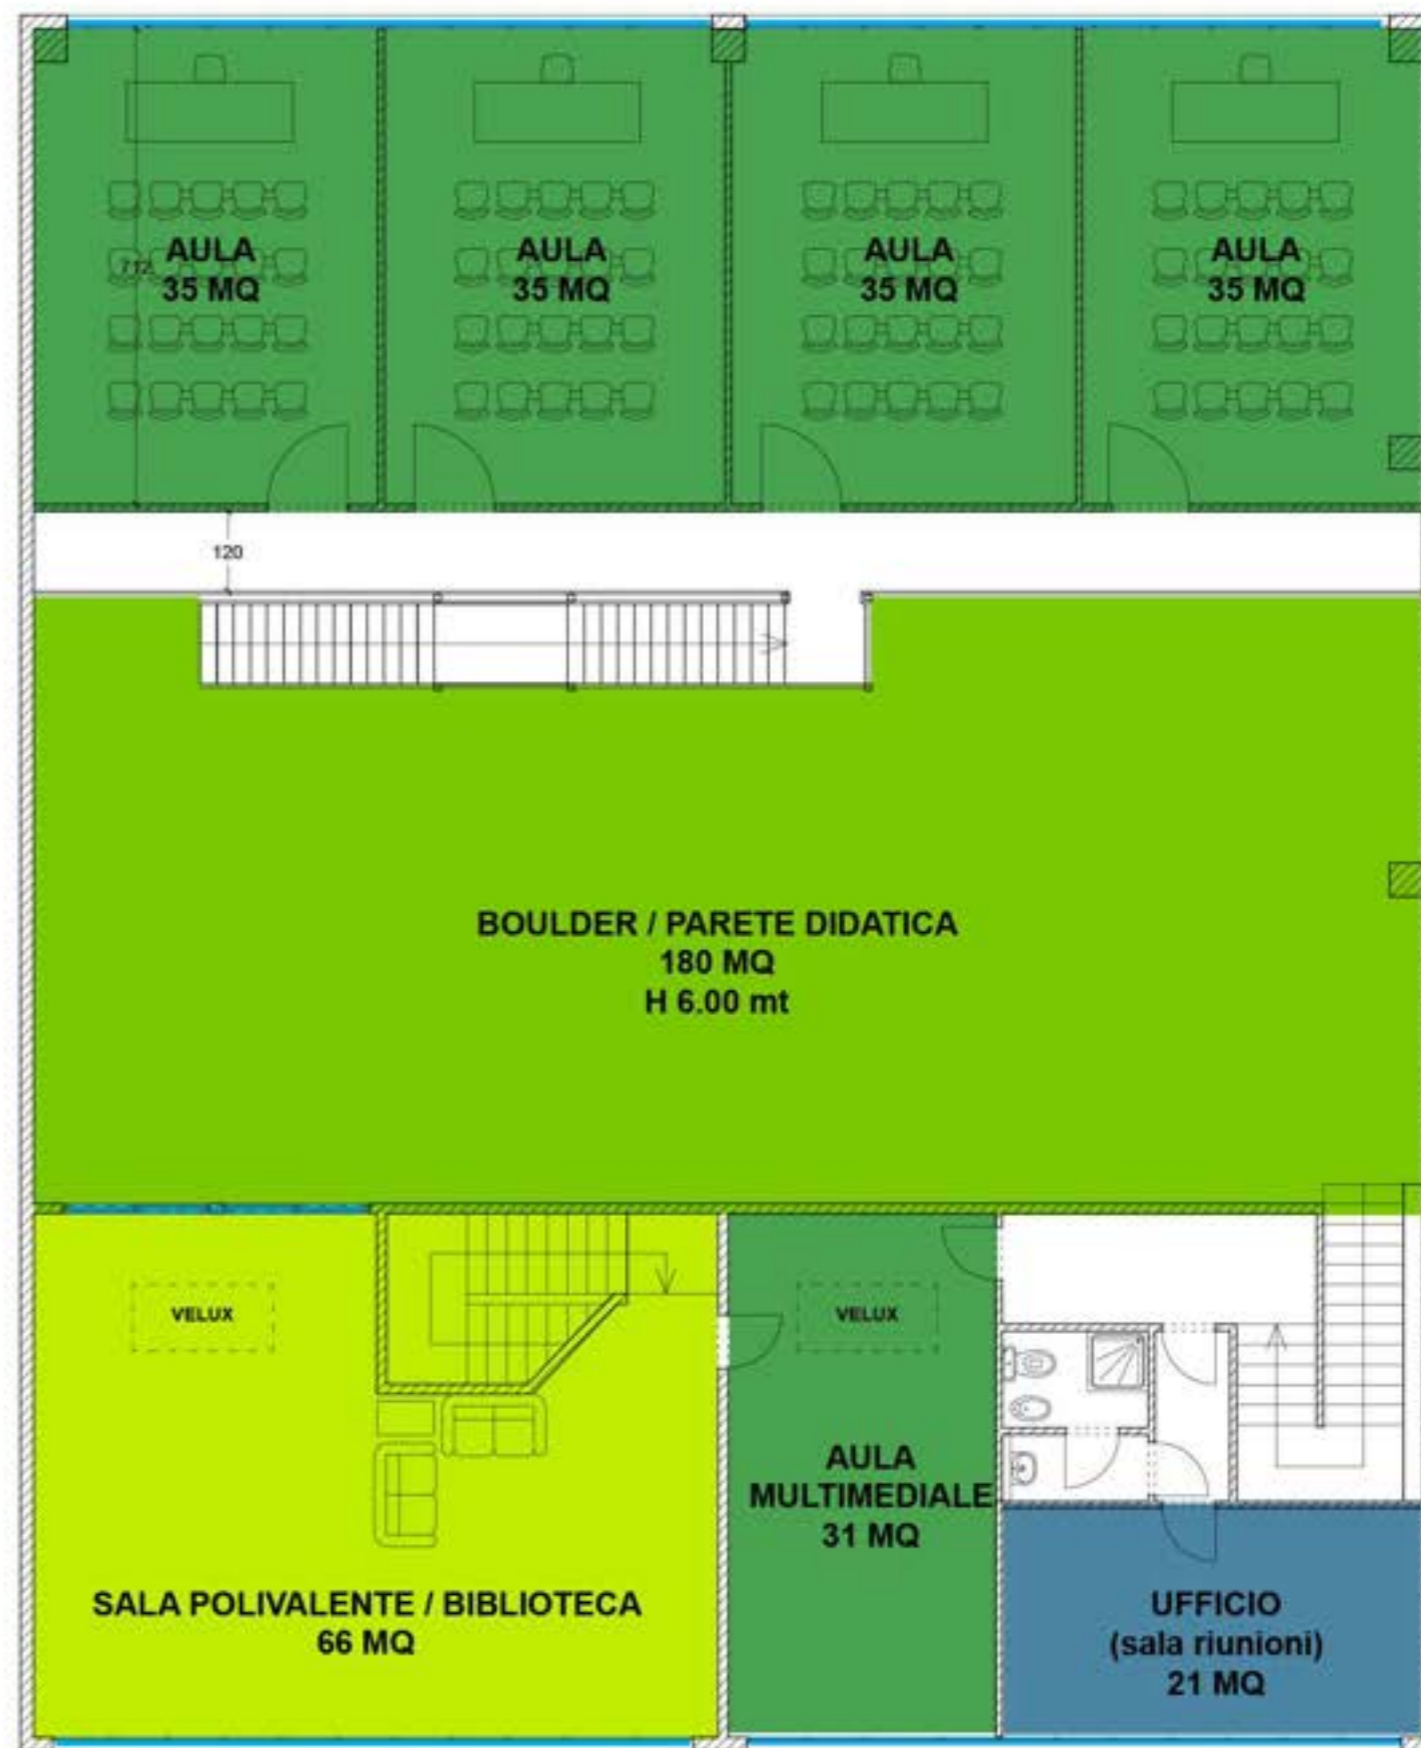 AULA
35 MQ
AULA
35 MQ
AULA
35 MQ
AULA
35 MQ
712
120
BOULDER / PARETE DIDATICA
180 MQ
H 6.00 mt
VELUX
VELUX
AULA
MULTIMEDIALE
31 MQ
SALA POLIVALENTE / BIBLIOTECA
66 MQ
UFFICIO
(sala riunioni)
21 MQ